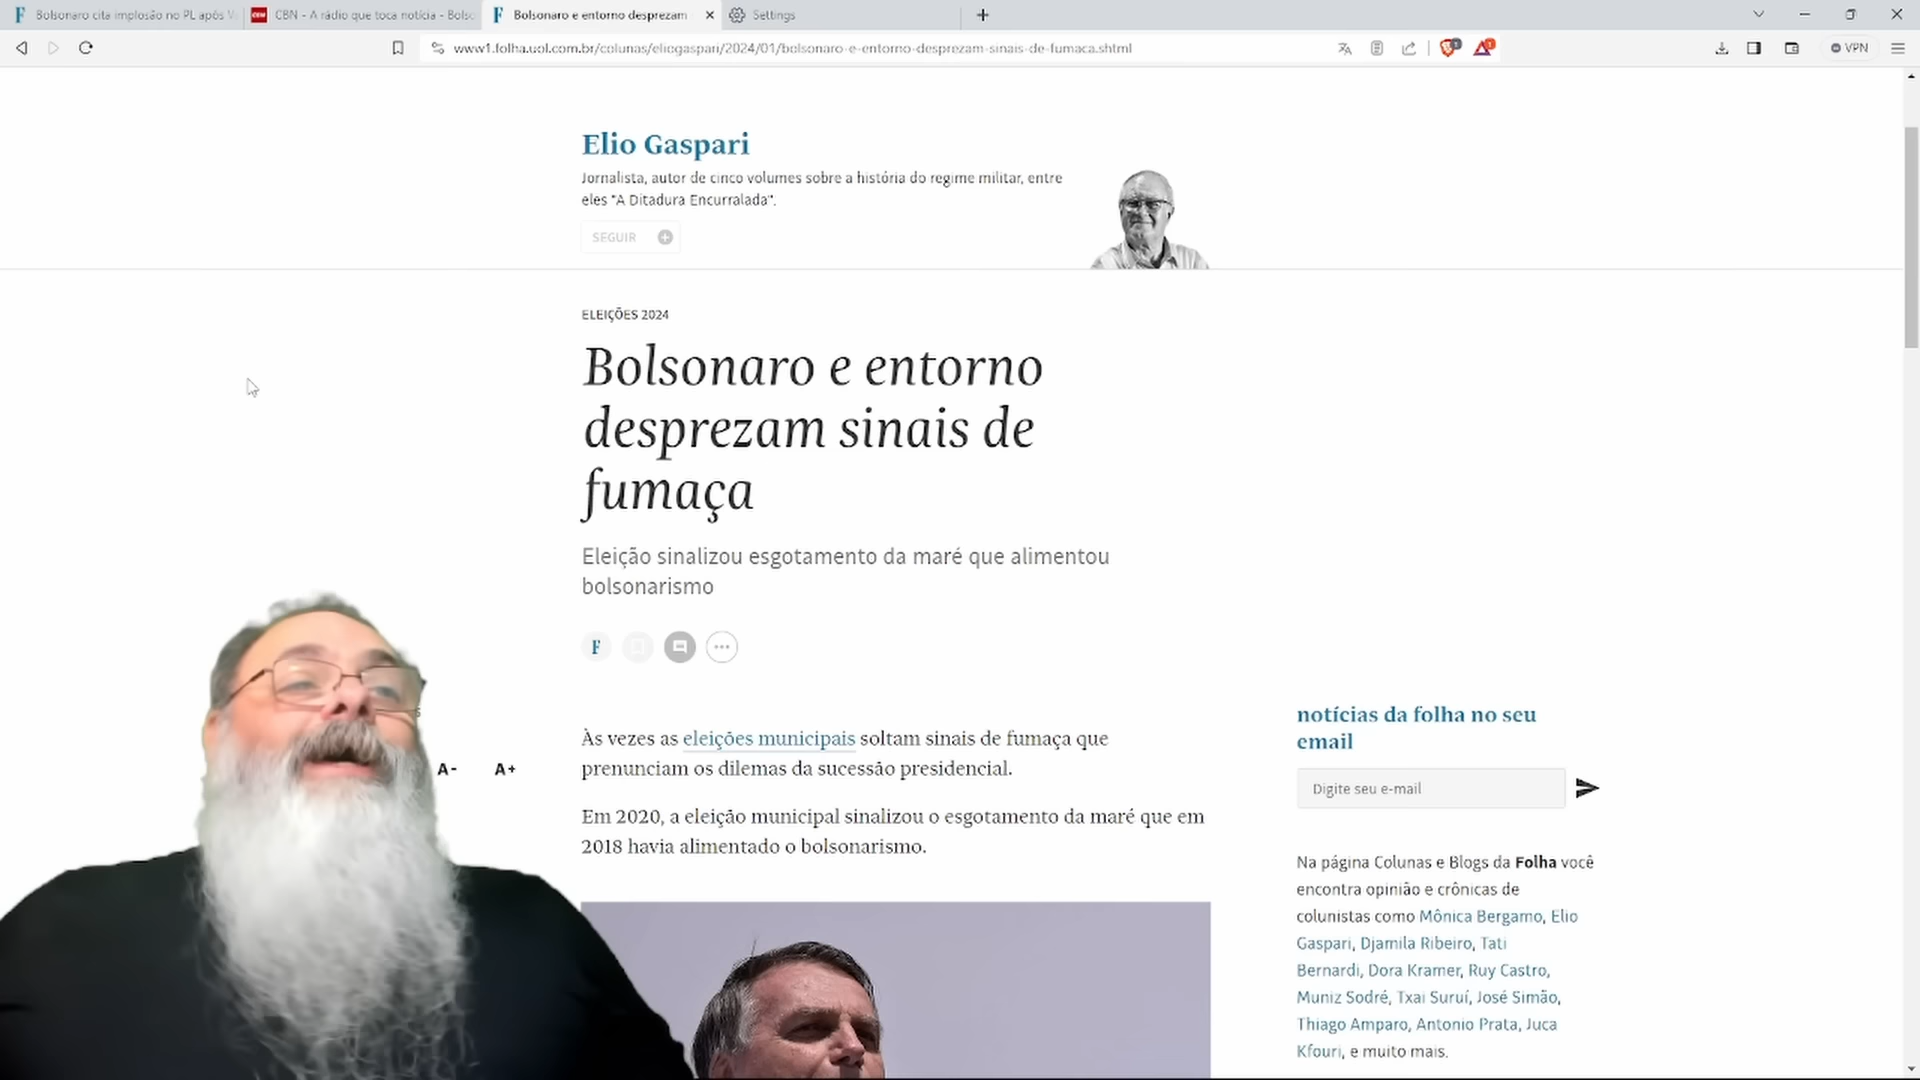 Bolsonaro cita implosão no PL após V
CBN - A rádio que toca notícia - Bolso
Bolsonaro e entorno desprezam
Settings
www1.folha.uol.com.br/colunas/eliogaspari/2024/01/bolsonaro-e-entorno-desprezam-sinais-de-fumaca.shtml
VPN
Elio Gaspari
Jornalista, autor de cinco volumes sobre a história do regime militar, entre
eles "A Ditadura Encurralada".
SEGUIR
ELEIÇÕES 2024
Bolsonaro e entorno
desprezam sinais de
fumaça
Eleição sinalizou esgotamento da maré que alimentou
bolsonarismo
F
A- A+
Às vezes as eleições municipais soltam sinais de fumaça que
prenunciam os dilemas da sucessão presidencial.
Em 2020, a eleição municipal sinalizou o esgotamento da maré que em
2018 havia alimentado o bolsonarismo.
notícias da folha no seu
email
Digite seu e-mail
Na página Colunas e Blogs da Folha você
encontra opinião e crônicas de
colunistas como Mônica Bergamo, Elio
Gaspari, Djamila Ribeiro, Tati
Bernardi, Dora Kramer, Ruy Castro,
Muniz Sodré, Txai Suruí, José Simão,
Thiago Amparo, Antonio Prata, Juca
Kfouri, e muito mais.